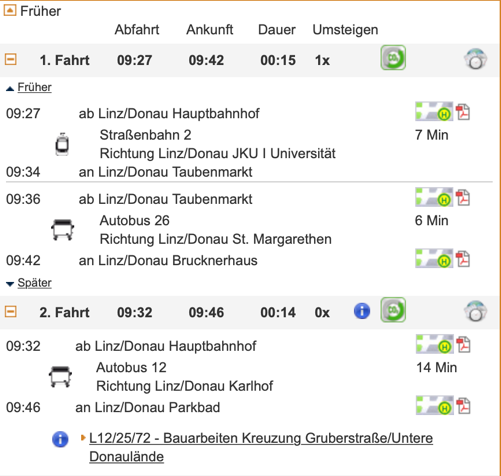 Früher
Abfahrt Ankunft Dauer Umsteigen
1. Fahrt 09:27 09:42 00:15 1x
Früher
09:27 ab Linz/Donau Hauptbahnhof
Straßenbahn 2 7 Min
Richtung Linz/Donau JKU I Universität
09:34 an Linz/Donau Taubenmarkt
09:36 ab Linz/Donau Taubenmarkt
Autobus 26 6 Min
Richtung Linz/Donau St. Margarethen
09:42 an Linz/Donau Brucknerhaus
Später
2. Fahrt 09:32 09:46 00:14 0x
09:32 ab Linz/Donau Hauptbahnhof
Autobus 12 14 Min
Richtung Linz/Donau Karlhof
09:46 an Linz/Donau Parkbad
L12/25/72 - Bauarbeiten Kreuzung Gruberstraße/Untere
Donaulände